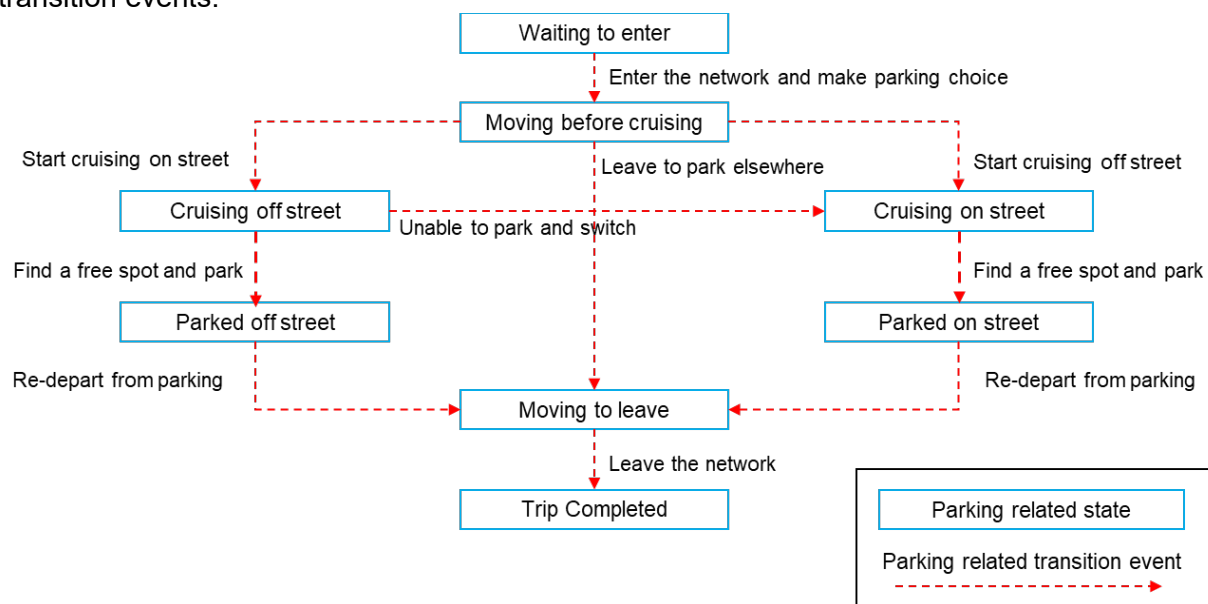 transition events.
Waiting to enter
Enter the network and make parking choice
Moving before cruising
Start cruising on street
Leave to park elsewhere
Start cruising off street
Cruising off street
Cruising on street
Unable to park and switch
Find a free spot and park
Find a free spot and park
Parked off street
Parked on street
Re-depart from parking
Re-depart from parking
Moving to leave
Leave the network
Trip Completed
Parking related state
Parking related transition event